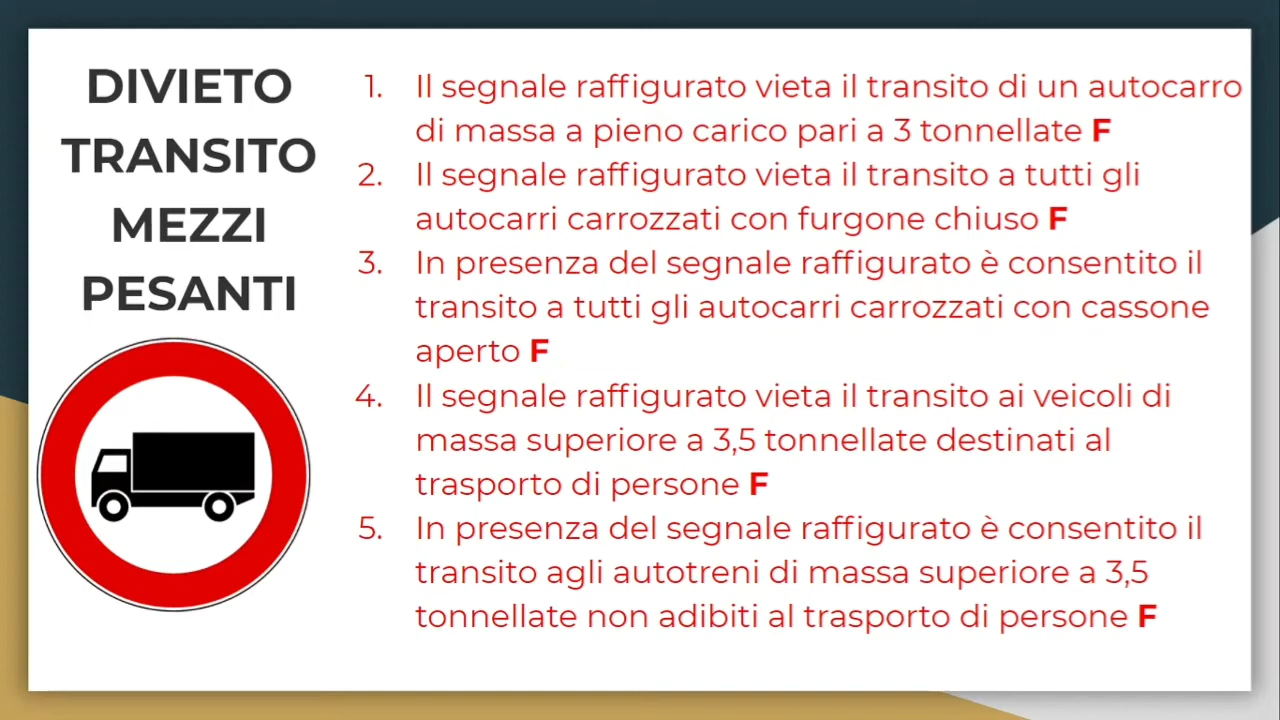 DIVIETO
TRANSITO
MEZZI
PESANTI
1. Il segnale raffigurato vieta il transito di un autocarro
di massa a pieno carico pari a 3 tonnellate F
2. Il segnale raffigurato vieta il transito a tutti gli
autocarri carrozzati con furgone chiuso F
3. In presenza del segnale raffigurato è consentito il
transito a tutti gli autocarri carrozzati con cassone
aperto F
4. Il segnale raffigurato vieta il transito ai veicoli di
massa superiore a 3,5 tonnellate destinati al
trasporto di persone F
5. In presenza del segnale raffigurato è consentito il
transito agli autotreni di massa superiore a 3,5
tonnellate non adibiti al trasporto di persone F